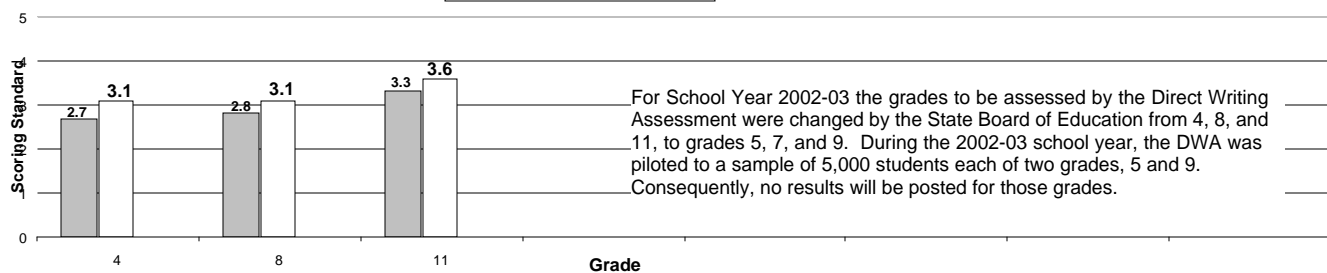 5
4
3
2
1
0
Scoring Standard
2.7
3.1
2.8
3.1
3.3
3.6
For School Year 2002-03 the grades to be assessed by the Direct Writing
Assessment were changed by the State Board of Education from 4, 8, and
11, to grades 5, 7, and 9. During the 2002-03 school year, the DWA was
piloted to a sample of 5,000 students each of two grades, 5 and 9.
Consequently, no results will be posted for those grades.
4
8
11
Grade